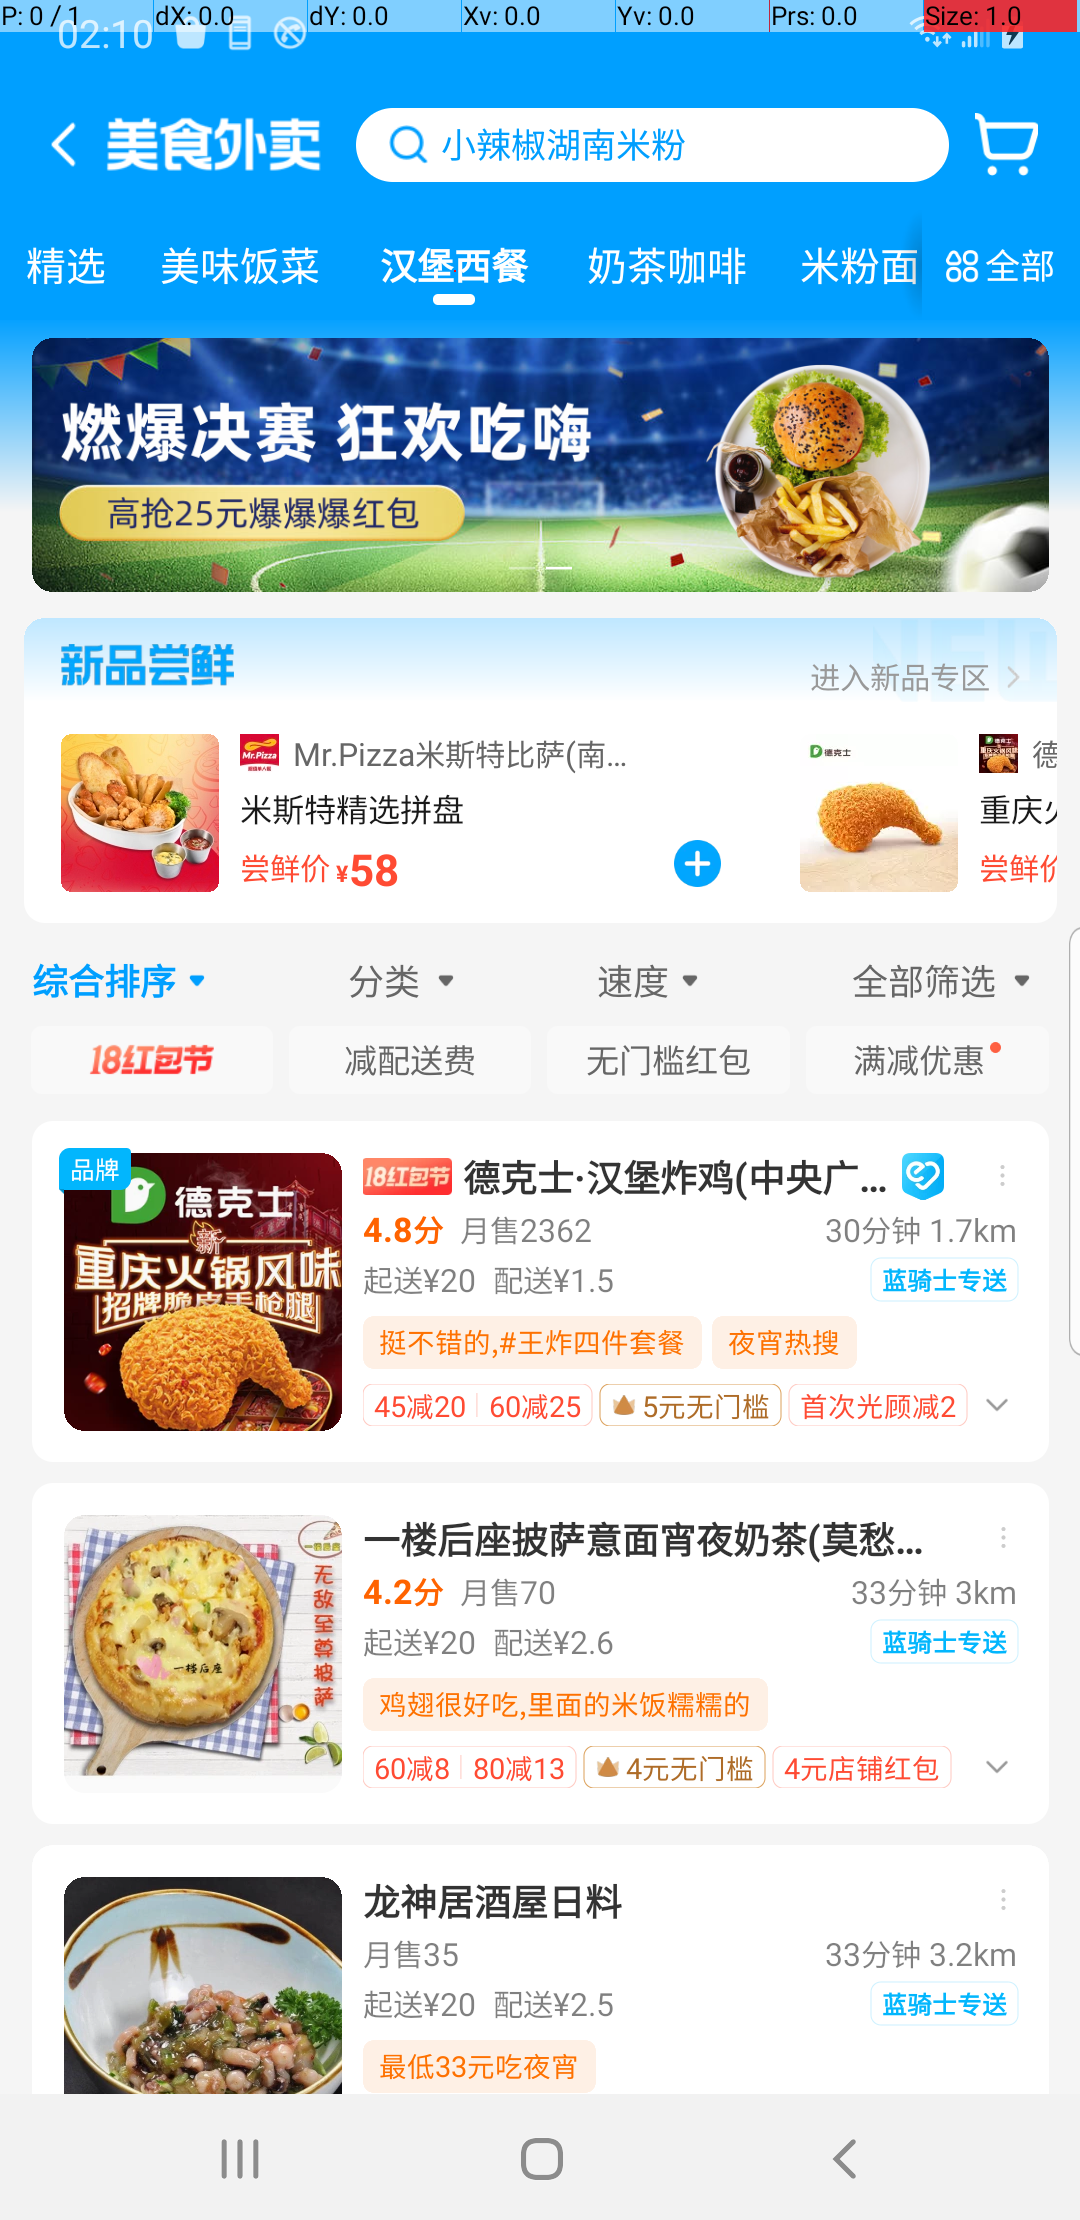 P: 0 / 1 dX: 0.0 dY: 0.0 Xv: 0.0 Yv: 0.0 Prs: 0.0 Size: 1.0
02:10
美食外卖 小辣椒湖南米粉
精选 美味饭菜 汉堡西餐 奶茶咖啡 米粉面 全部
燃爆决赛 狂欢吃嗨
高抢25元爆爆爆红包
新品尝鲜
进入新品专区
Mr.Pizza
Mr.Pizza米斯特比萨(南...
米斯特精选拼盘
尝鲜价 ¥58
德克士
德
重庆火
尝鲜价
综合排序 分类 速度 全部筛选
18红包节 减配送费 无门槛红包 满减优惠
品牌
德克士
新
重庆火锅风味
招牌脆皮手枪腿
18红包节 德克士·汉堡炸鸡(中央广...
4.8分 月售2362 30分钟 1.7km
起送¥20 配送¥1.5 蓝骑士专送
挺不错的,#王炸四件套餐 夜宵热搜
45减20 60减25 5元无门槛 首次光顾减2
无敌至尊披萨
一楼后座
一楼后座披萨意面宵夜奶茶(莫愁...
4.2分 月售70 33分钟 3km
起送¥20 配送¥2.6 蓝骑士专送
鸡翅很好吃,里面的米饭糯糯的
60减8 80减13 4元无门槛 4元店铺红包
龙神居酒屋日料
月售35 33分钟 3.2km
起送¥20 配送¥2.5 蓝骑士专送
最低33元吃夜宵